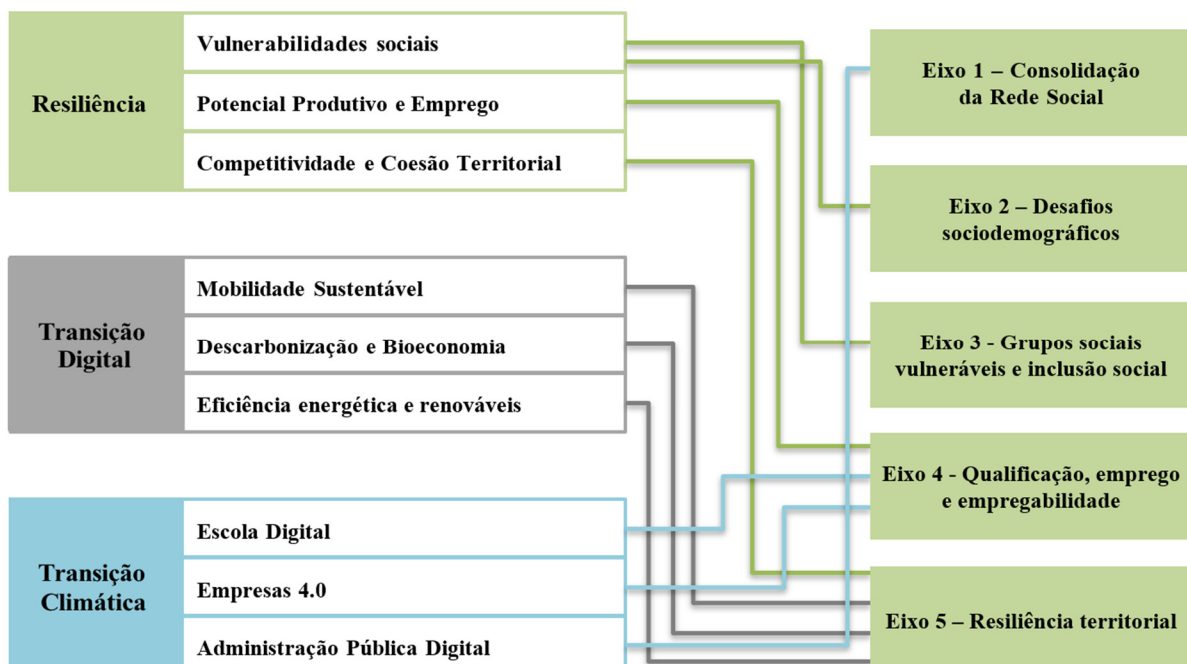 Resiliência
Vulnerabilidades sociais
Potencial Produtivo e Emprego
Competitividade e Coesão Territorial
Transição
Digital
Mobilidade Sustentável
Descarbonização e Bioeconomia
Eficiência energética e renováveis
Transição
Climática
Escola Digital
Empresas 4.0
Administração Pública Digital
Eixo 1 – Consolidação
da Rede Social
Eixo 2 – Desafios
sociodemográficos
Eixo 3 - Grupos sociais
vulneráveis e inclusão social
Eixo 4 - Qualificação, emprego
e empregabilidade
Eixo 5 – Resiliência territorial